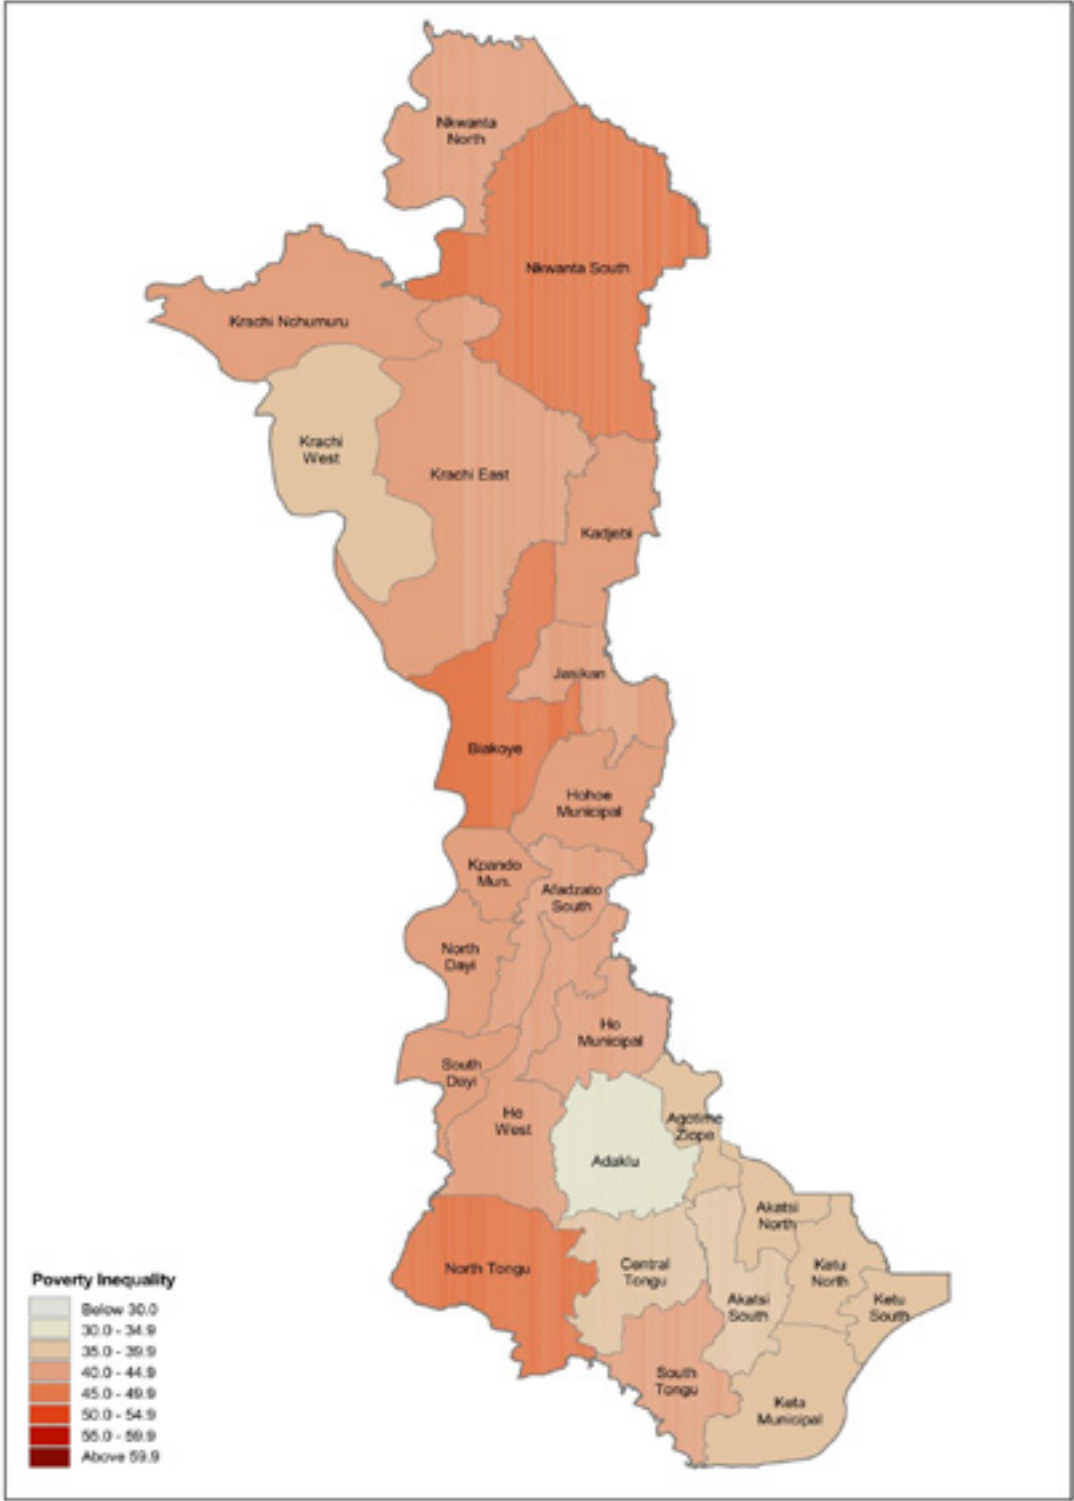 Nkwanta
North
Nkwanta South
Krachi Nchumuru
Krachi
West
Krachi East
Kadjebi
Jasikan
Biakoye
Hohoe
Municipal
Kpando
Mun.
Afadzato
South
North
Dayi
Ho
Municipal
South
Dayi
Ho
West
Agotime
Ziope
Adaklu
Akatsi
North
North Tongu
Central
Tongu
Ketu
North
Akatsi
South
Ketu
South
South
Tongu
Keta
Municipal
Poverty Inequality
Below 30.0
30.0 - 34.9
35.0 - 39.9
40.0 - 44.9
45.0 - 49.9
50.0 - 54.9
55.0 - 59.9
Above 59.9